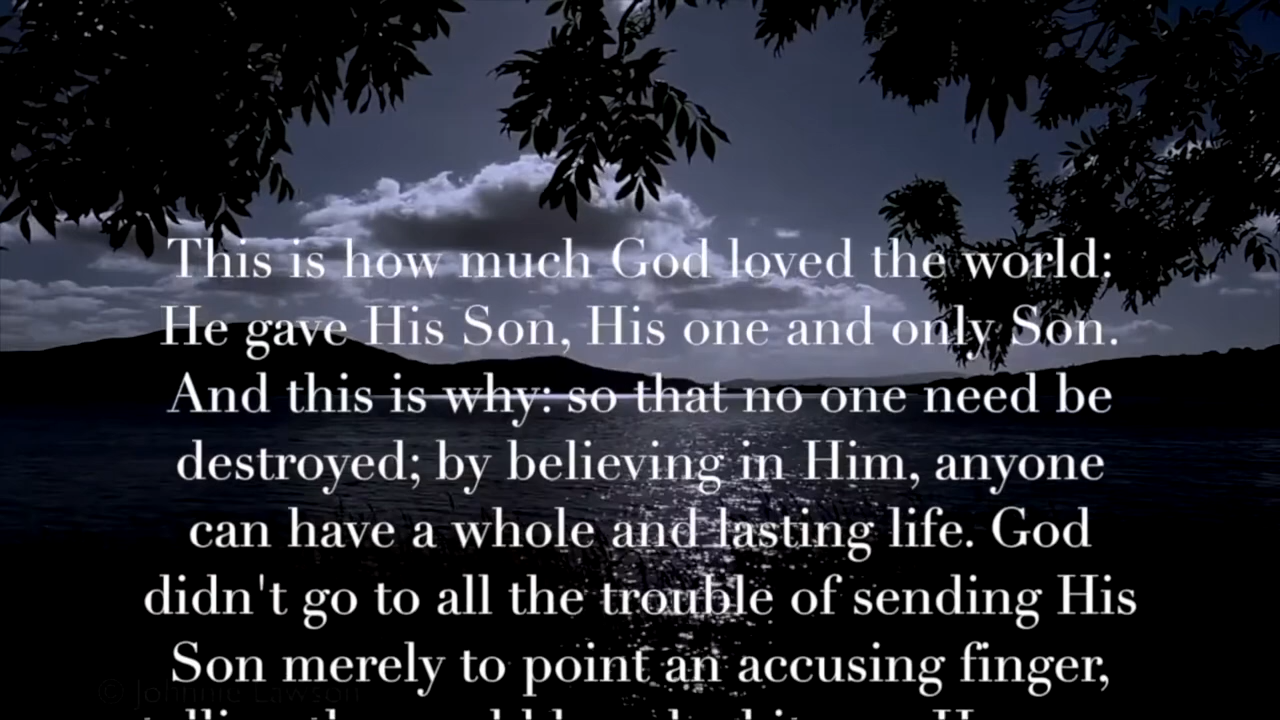 This is how much God loved the world:
He gave His Son, His one and only Son.
And this is why: so that no one need be
destroyed; by believing in Him, anyone
can have a whole and lasting life. God
didn't go to all the trouble of sending His
Son merely to point an accusing finger,
© Johnnie Lawson